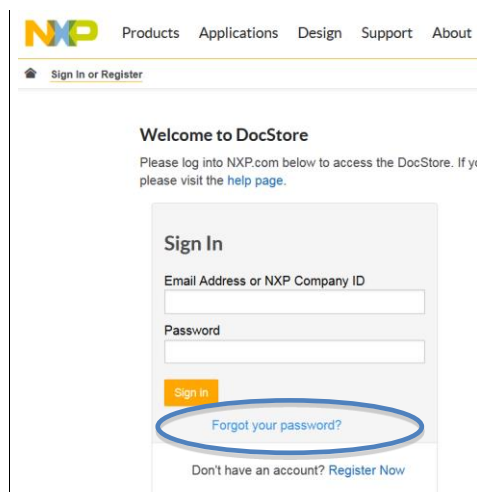 NXP Products Applications Design Support About
Sign In or Register
Welcome to DocStore
Please log into NXP.com below to access the DocStore. If
please visit the help page.
Sign In
Email Address or NXP Company ID
Password
Sign in
Forgot your password?
Don't have an account? Register Now